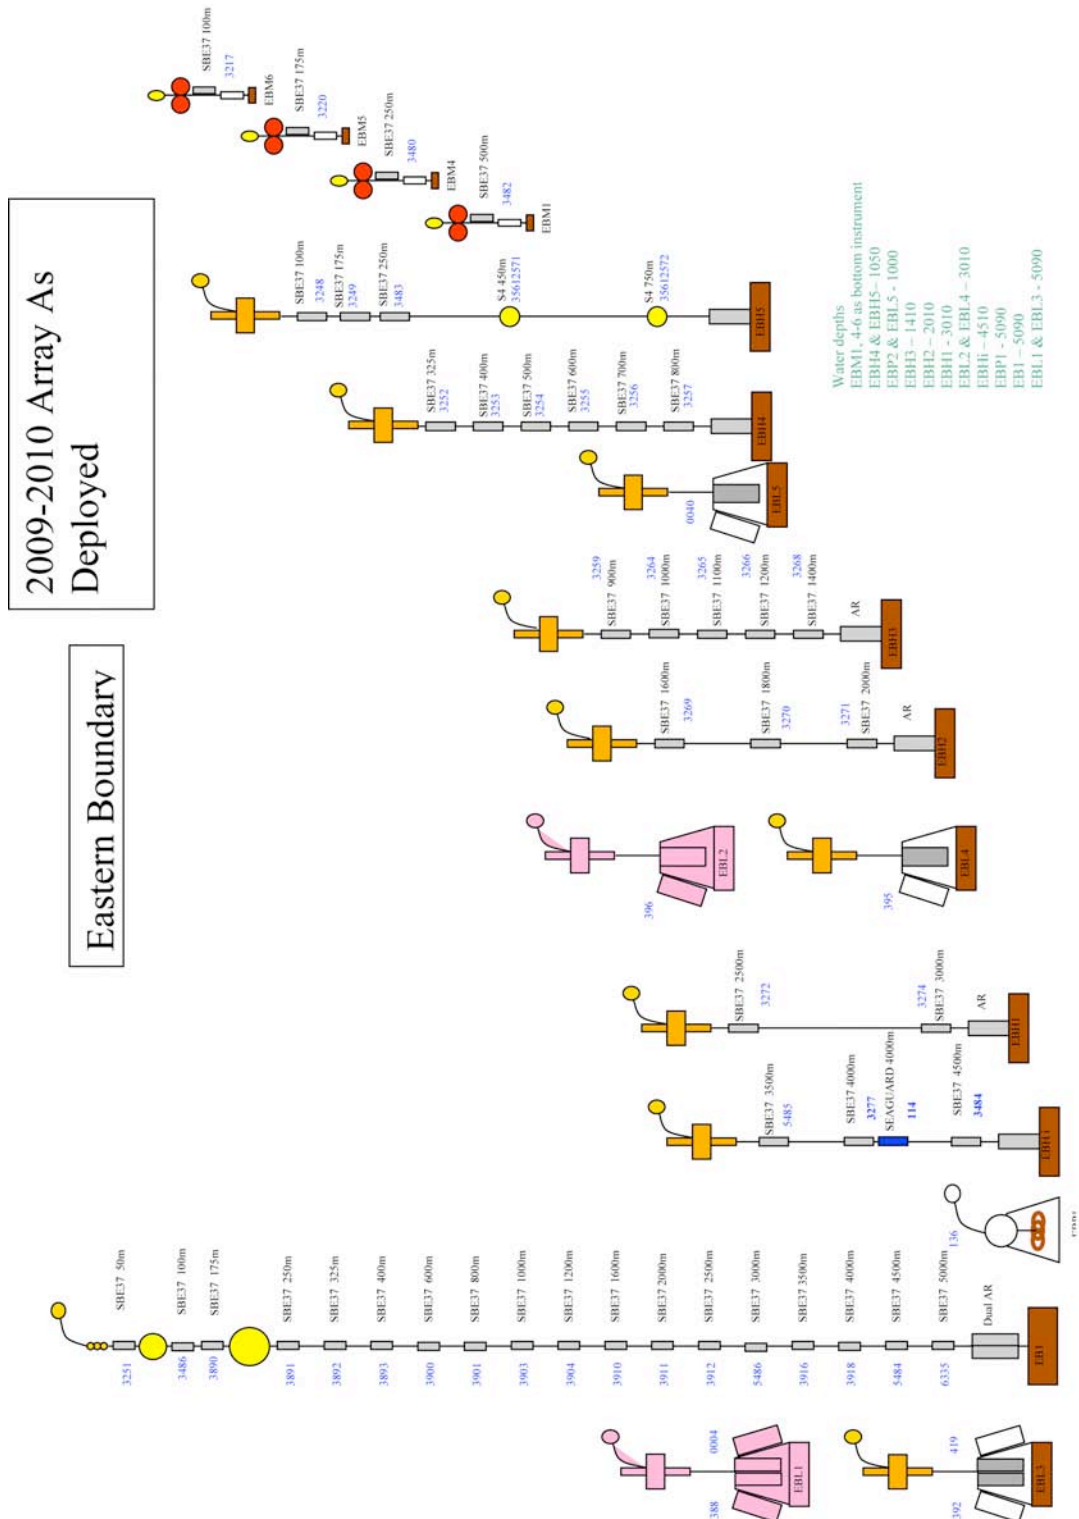 2009-2010 Array As
Deployed
Eastern Boundary
SBE37 100m
3217
EBM6
SBE37 175m
3220
EBM5
SBE37 250m
3480
EBM4
SBE37 500m
3482
EBM1
SBE37 100m
3248
SBE37 175m
3249
SBE37 250m
3483
S4 450m
35612571
S4 750m
35612572
EBH5
SBE37 325m
3252
SBE37 400m
3253
SBE37 500m
3254
SBE37 600m
3255
SBE37 700m
3256
SBE37 800m
3257
EBH4
0040
EBL5
3259
SBE37 900m
3264
SBE37 1000m
3265
SBE37 1100m
3266
SBE37 1200m
3268
SBE37 1400m
AR
EBH3
SBE37 1600m
3269
SBE37 1800m
3270
3271
SBE37 2000m
AR
EBH2
396
EBL2
395
EBL4
SBE37 2500m
3272
3274
SBE37 3000m
AR
EBH1
SBE37 3500m
5485
SBE37 4000m
3277
SEAGUARD 4000m
114
SBE37 4500m
3484
136
SBE37 50m
3251
SBE37 100m
3486
SBE37 175m
3890
SBE37 250m
3891
SBE37 325m
3892
SBE37 400m
3893
SBE37 600m
3900
SBE37 800m
3901
SBE37 1000m
3903
SBE37 1200m
3904
SBE37 1600m
3910
SBE37 2000m
3911
SBE37 2500m
3912
SBE37 3000m
5486
SBE37 3500m
3916
SBE37 4000m
3918
SBE37 4500m
5484
SBE37 5000m
6335
Dual AR
EB1
388
0004
EBL1
392
419
EBL3
Water depths
EBM1, 4-6 as bottom instrument
EBH4 & EBH5– 1050
EBP2 & EBL5 - 1000
EBH3 – 1410
EBH2 - 2010
EBH1 - 3010
EBL2 & EBL4 – 3010
EBHi – 4510
EBP1 - 5090
EB1 – 5090
EBL1 & EBL3 - 5090